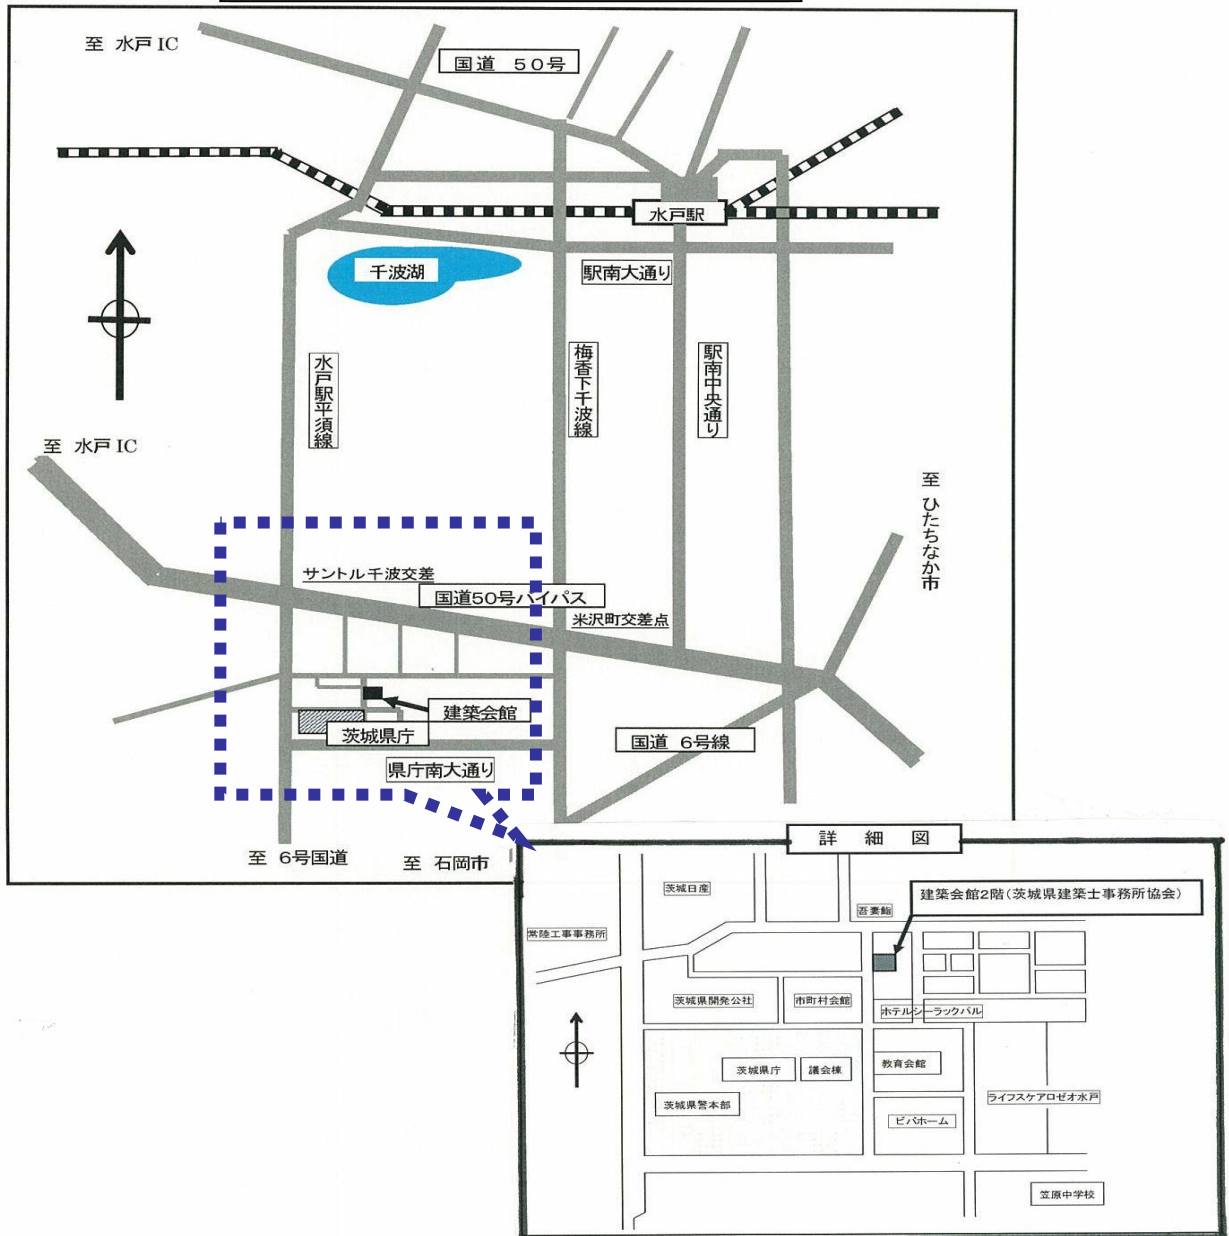 至 水戸 IC
国道 50号
水戸駅
千波湖
駅南大通り
水戸駅平須線
梅香下千波線
駅南中央通り
至 水戸 IC
至 ひたちなか市
サントル千波交差
国道50号バイパス
米沢町交差点
建築会館
茨城県庁
国道 6号線
県庁南大通り
至 6号国道
至 石岡市
詳 細 図
茨城日産
建築会館2階(茨城県建築士事務所協会)
吾妻鮨
常陸工事事務所
茨城県開発公社
市町村会館
ホテルシーラックパル
茨城県庁
議会棟
教育会館
茨城県警本部
ビバホーム
ライフスケアロゼオ水戸
笠原中学校